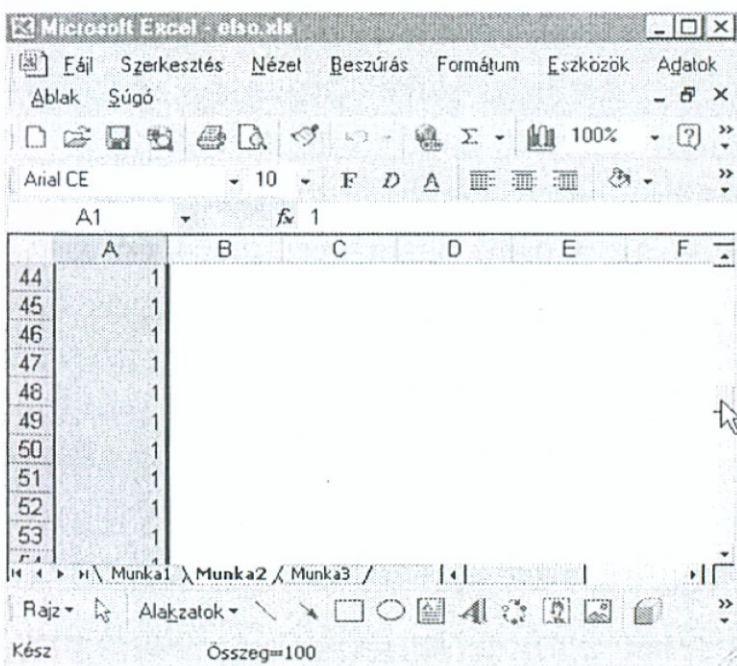 Microsoft Excel - elso.xls
Fájl Szerkesztés Nézet Beszúrás Formátum Eszközök Adatok
Ablak Súgó
100%
Arial CE 10 F D A
A1 fx 1
A B C D E F
44 1
45 1
46 1
47 1
48 1
49 1
50 1
51 1
52 1
53 1
54 1
Munka1 Munka2 Munka3
Rajz Alakzatok
Kész Összeg=100